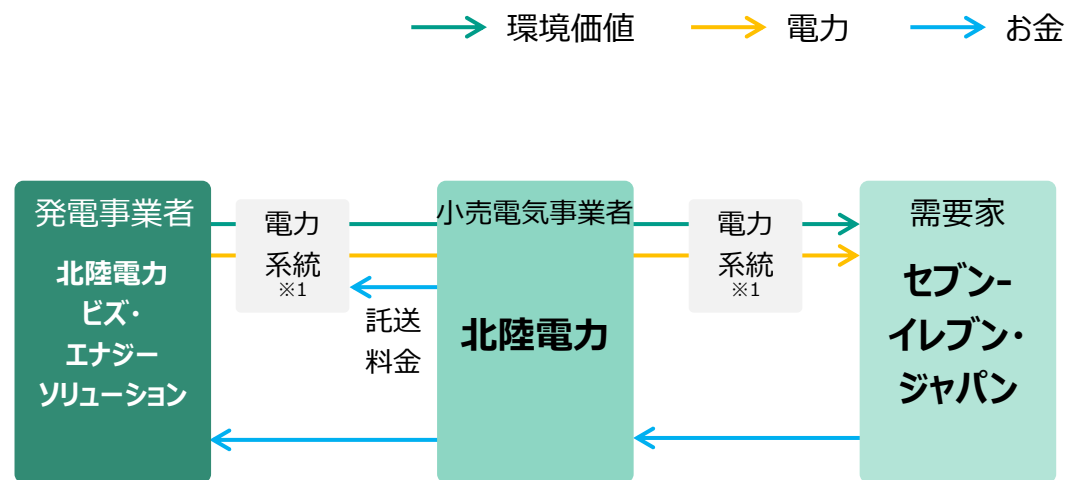 環境価値
電力
お金
発電事業者
北陸電力
ビズ・
エナジー
ソリューション
電力
系統
※1
託送
料金
小売電気事業者
北陸電力
電力
系統
※1
需要家
セブン-
イレブン・
ジャパン